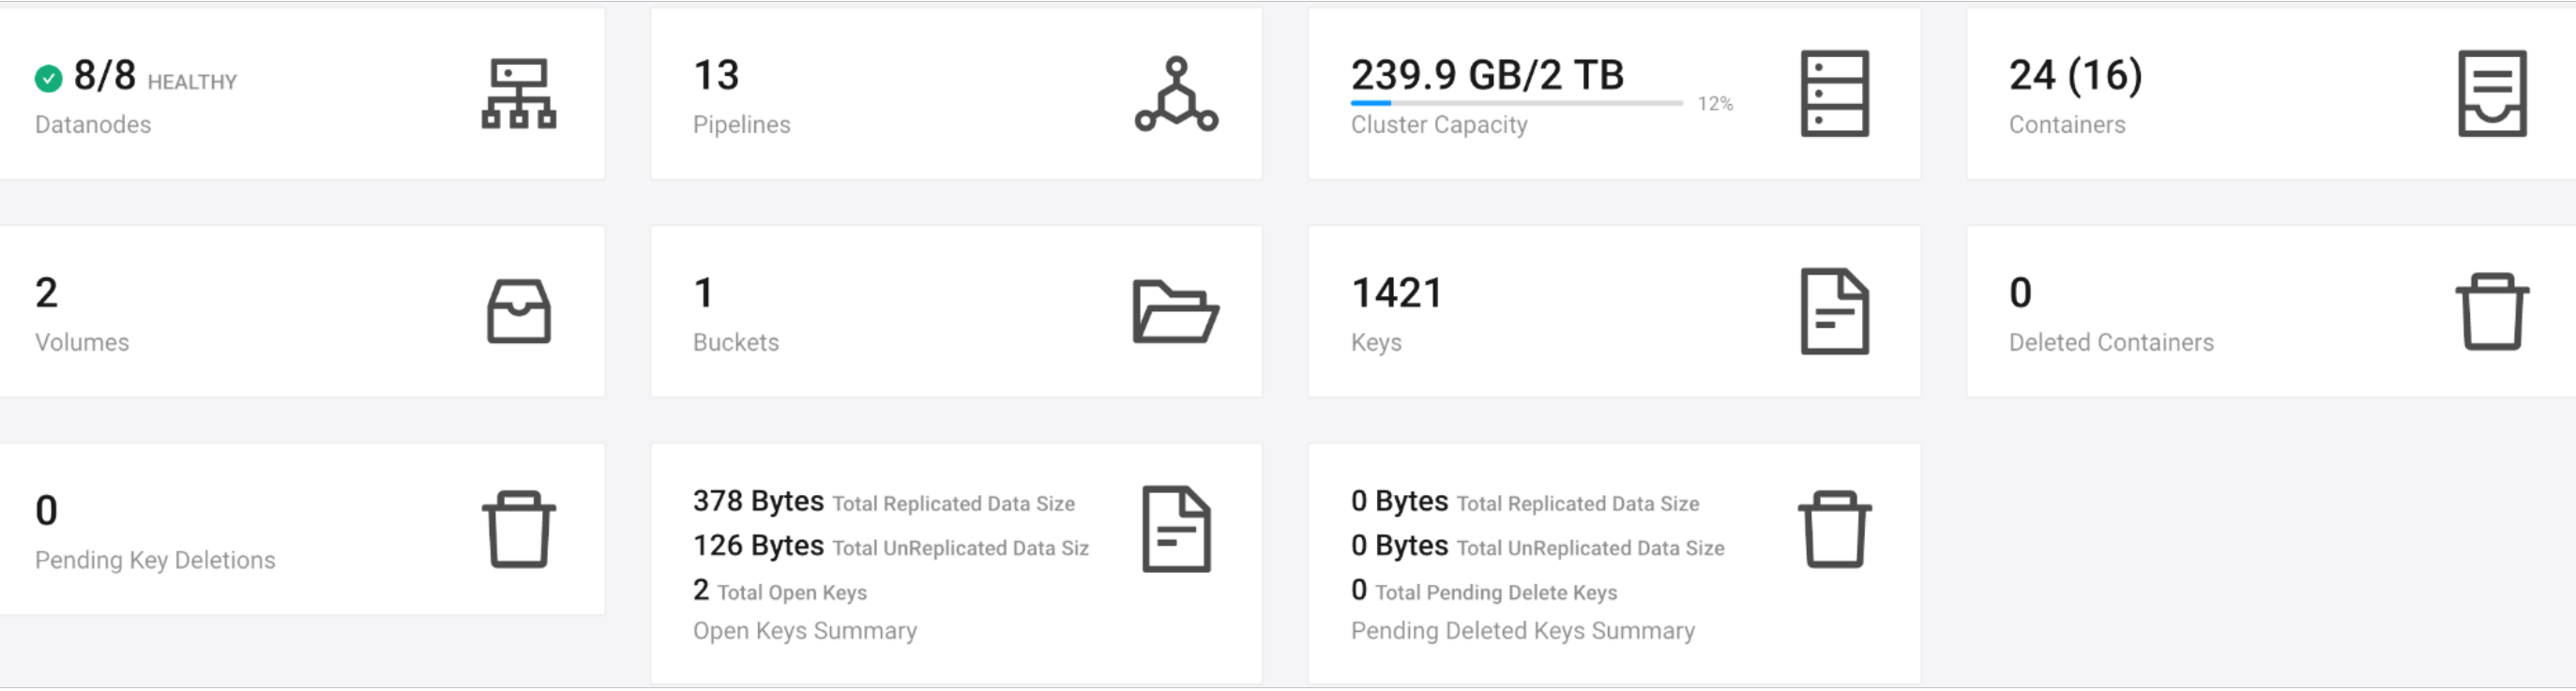 8/8 HEALTHY
Datanodes
13
Pipelines
239.9 GB/2 TB
12%
Cluster Capacity
24 (16)
Containers
2
Volumes
1
Buckets
1421
Keys
0
Deleted Containers
0
Pending Key Deletions
378 Bytes Total Replicated Data Size
126 Bytes Total UnReplicated Data Siz
2 Total Open Keys
Open Keys Summary
0 Bytes Total Replicated Data Size
0 Bytes Total UnReplicated Data Size
0 Total Pending Delete Keys
Pending Deleted Keys Summary